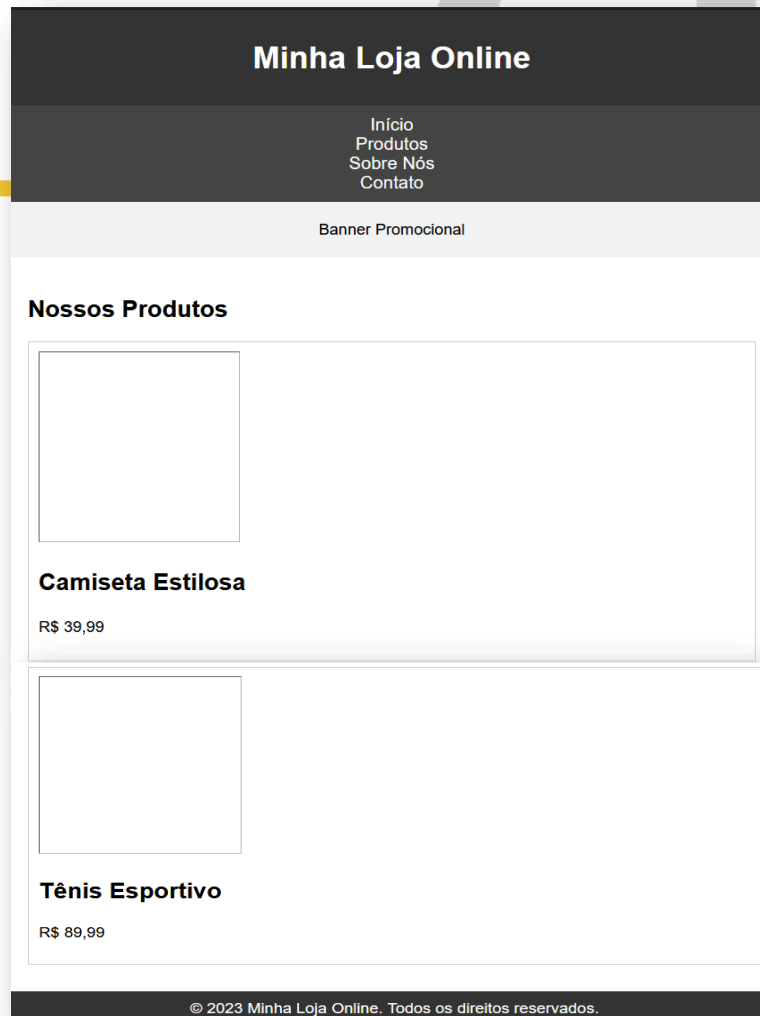 Minha Loja Online
Início
Produtos
Sobre Nós
Contato
Banner Promocional
Nossos Produtos
Camiseta Estilosa
R$ 39,99
Tênis Esportivo
R$ 89,99
© 2023 Minha Loja Online. Todos os direitos reservados.